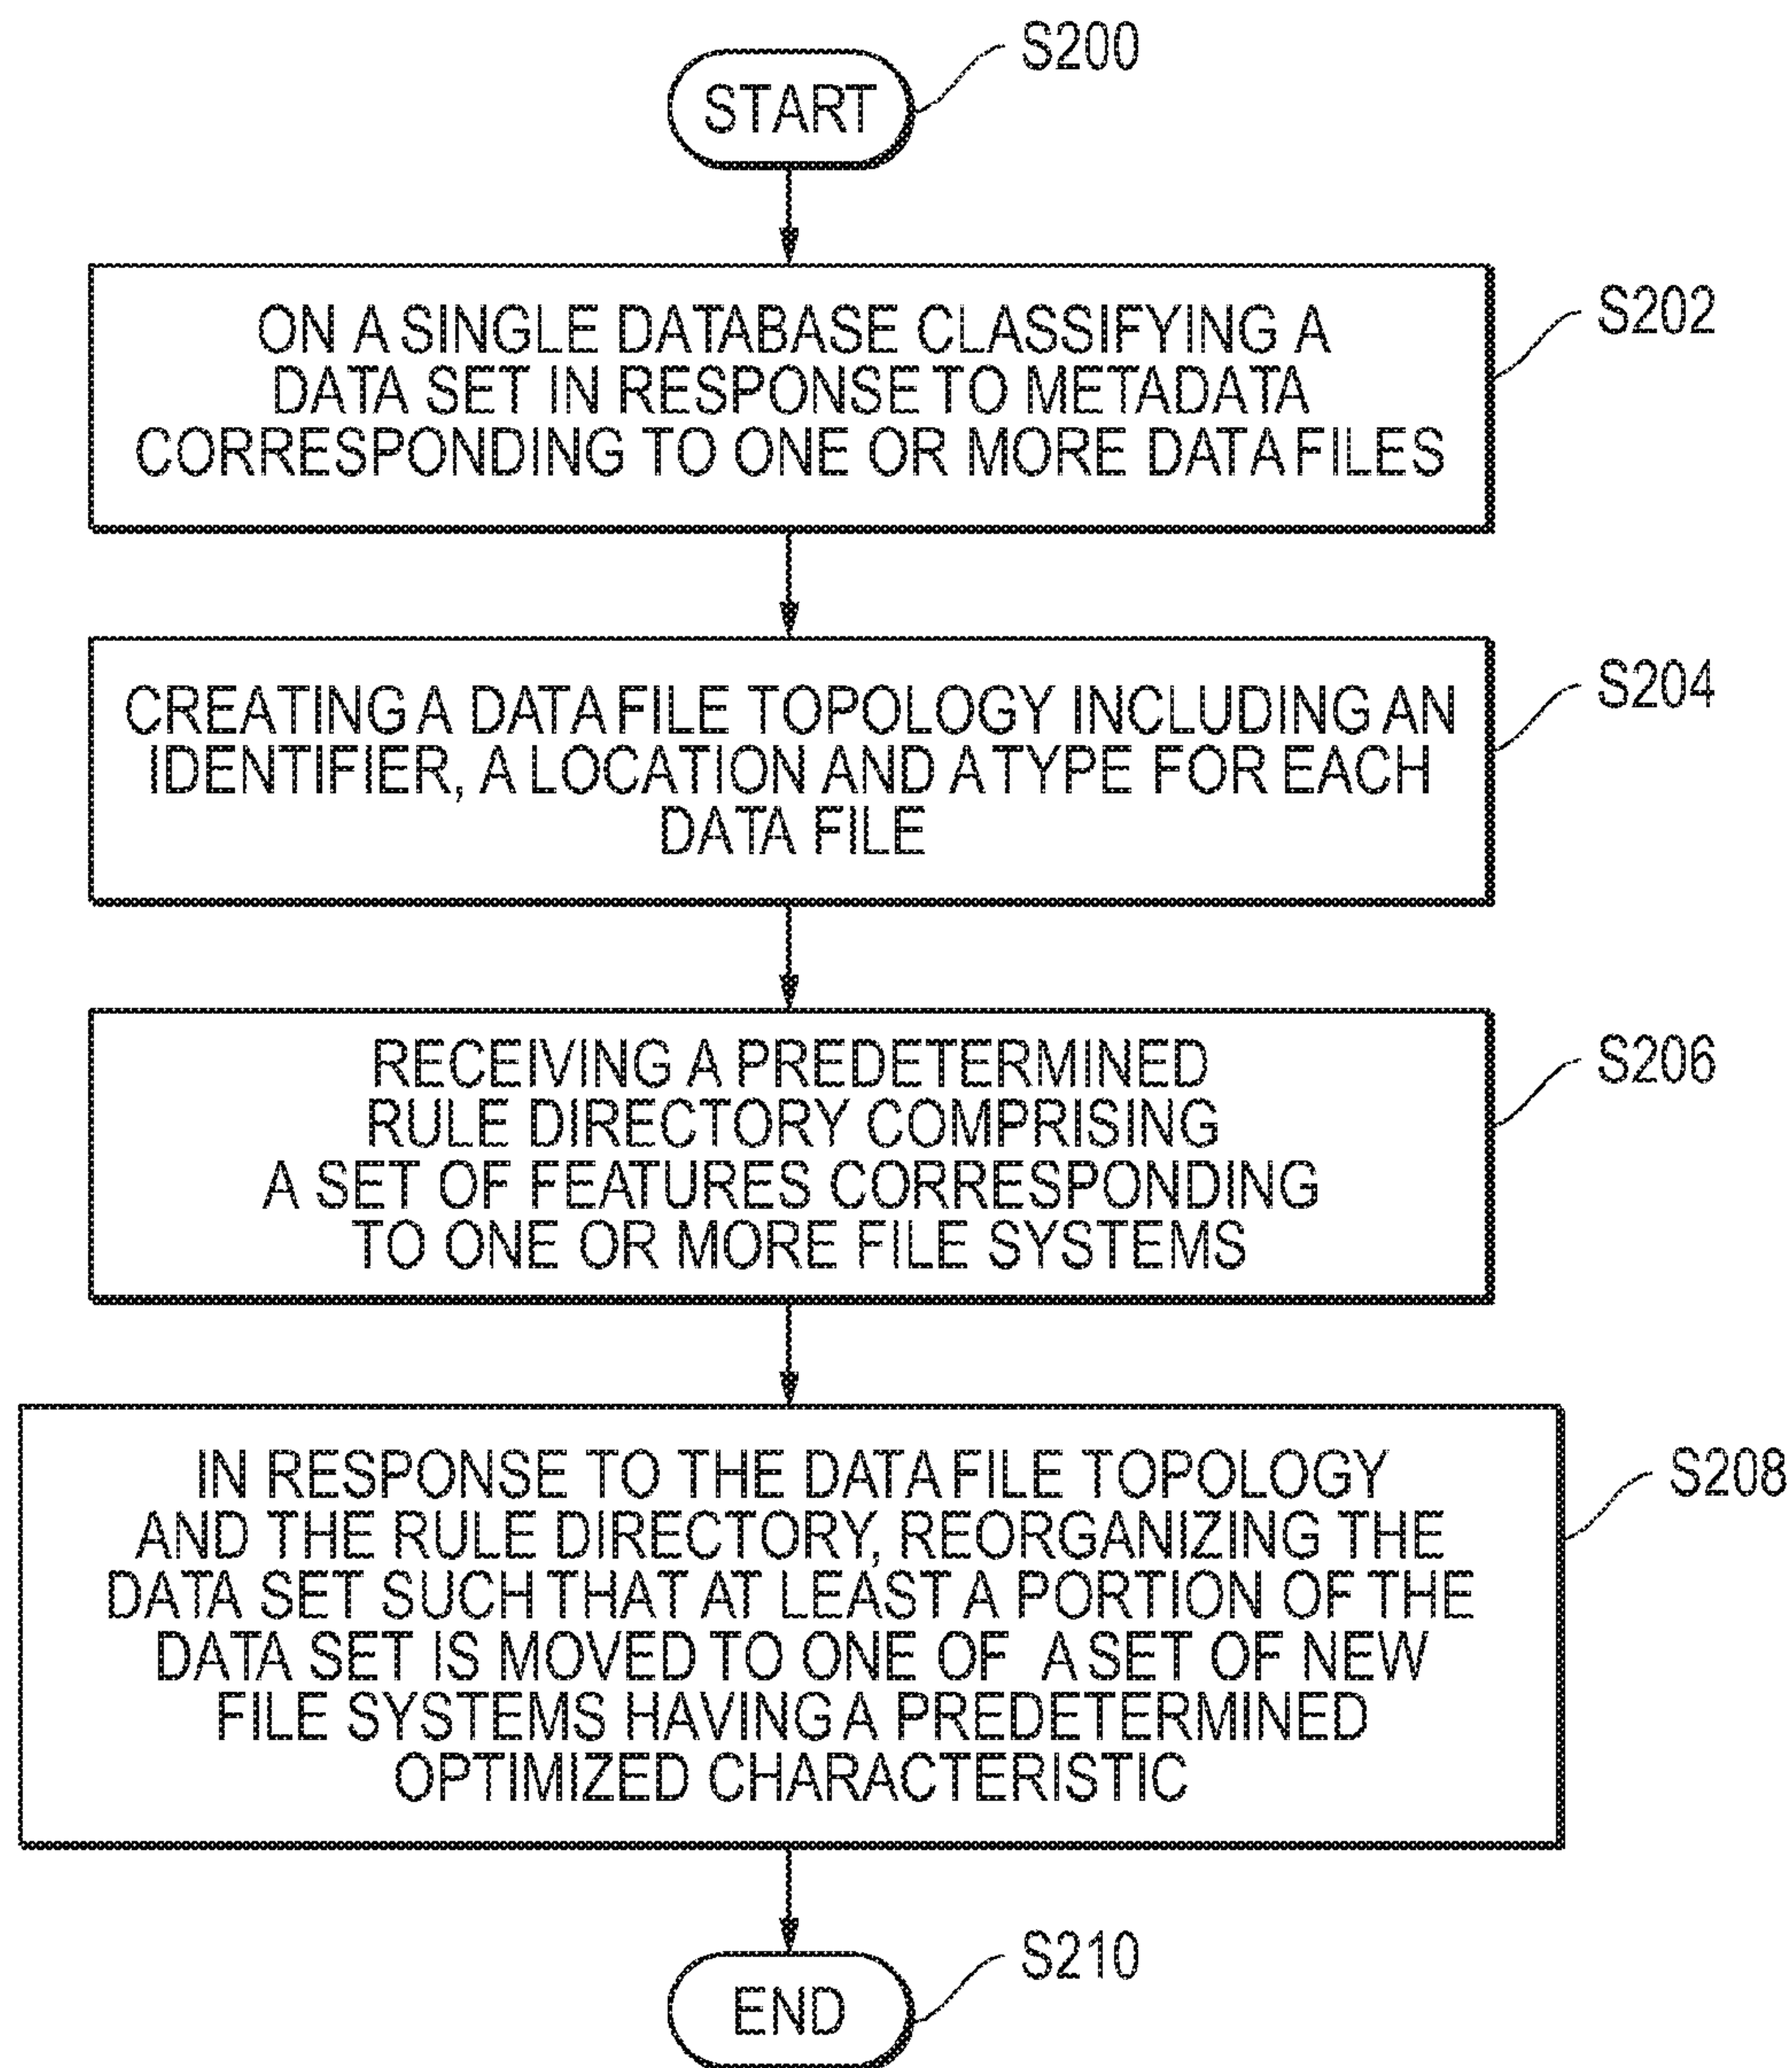 START
S200
ON A SINGLE DATABASE CLASSIFYING A
DATA SET IN RESPONSE TO METADATA
CORRESPONDING TO ONE OR MORE DATA FILES
S202
CREATING A DATA FILE TOPOLOGY INCLUDING AN
IDENTIFIER, A LOCATION AND A TYPE FOR EACH
DATA FILE
S204
RECEIVING A PREDETERMINED
RULE DIRECTORY COMPRISING
A SET OF FEATURES CORRESPONDING
TO ONE OR MORE FILE SYSTEMS
S206
IN RESPONSE TO THE DATA FILE TOPOLOGY
AND THE RULE DIRECTORY, REORGANIZING THE
DATA SET SUCH THAT AT LEAST A PORTION OF THE
DATA SET IS MOVED TO ONE OF A SET OF NEW
FILE SYSTEMS HAVING A PREDETERMINED
OPTIMIZED CHARACTERISTIC
S208
END
S210